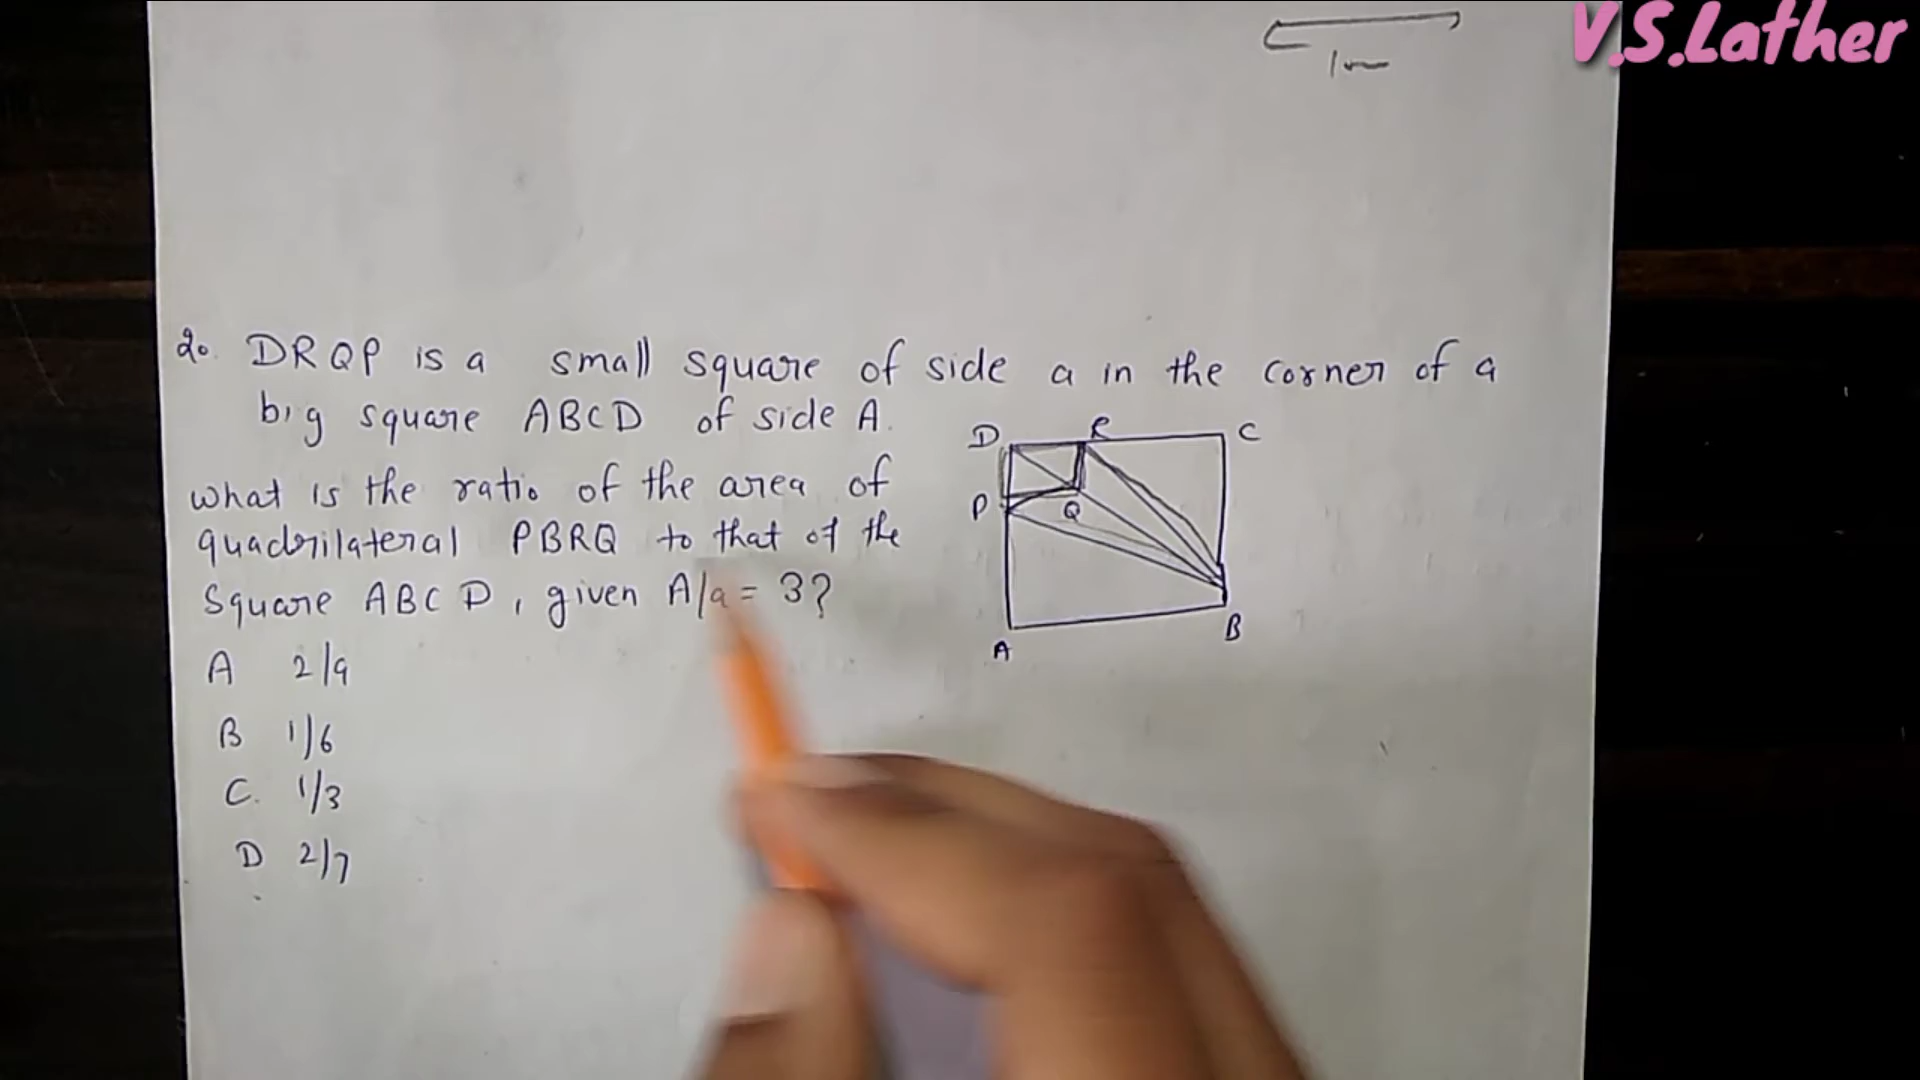 V.S.Lather
1m
20. DRQP is a small square of side a in the corner of a
big square ABCD of side A.
what is the ratio of the area of
quadrilateral PBRQ to that of the
Square ABCD, given A/a = 3?
A 2/9
B 1/6
C. 1/3
D 2/7
D R C
P Q
A B